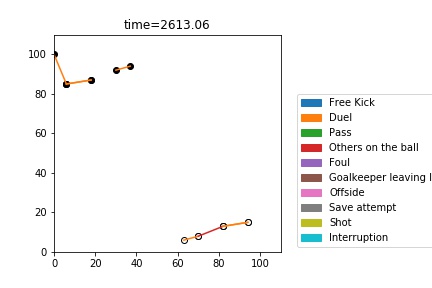 time=2613.06
100
80
60
40
20
0
0 20 40 60 80 100
Free Kick
Duel
Pass
Others on the ball
Foul
Goalkeeper leaving l
Offside
Save attempt
Shot
Interruption